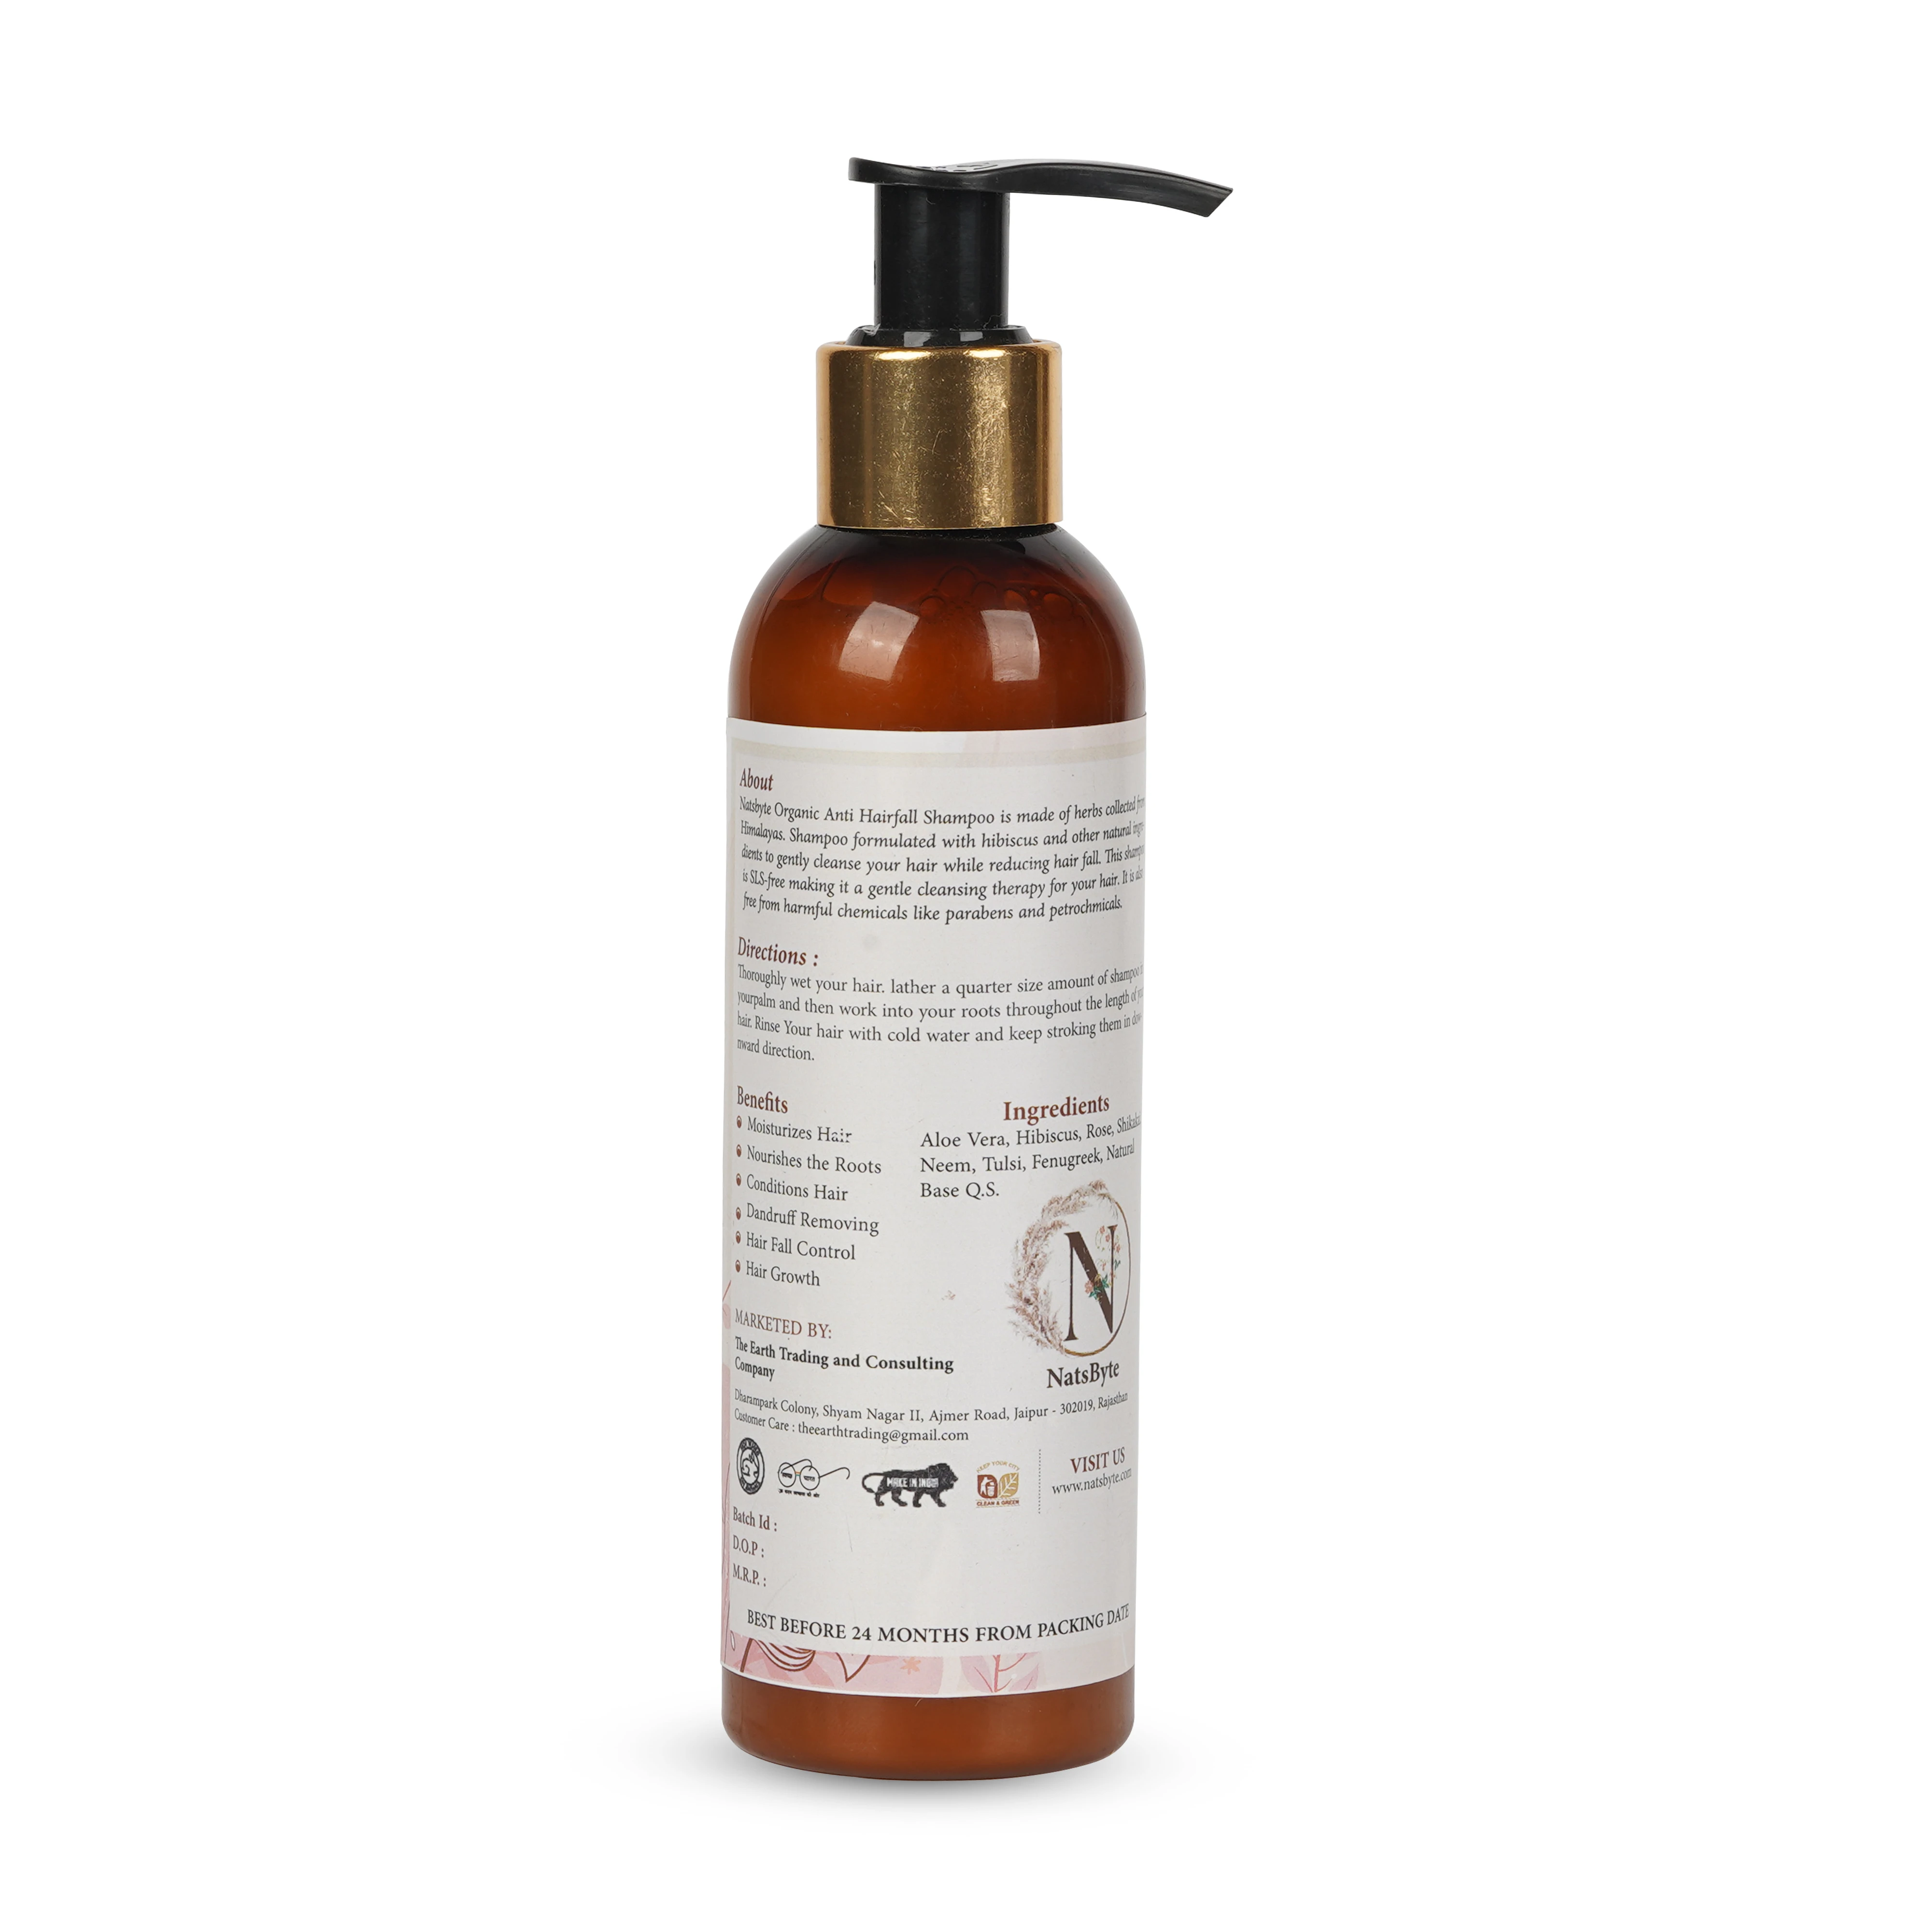 About
Natsbyte Organic Anti Hairfall Shampoo is made of herbs collected from
Himalayas. Shampoo formulated with hibiscus and other natural ingre-
dients to gently cleanse your hair while reducing hair fall. This shampoo
is SLS-free making it a gentle cleansing therapy for your hair. It is also
free from harmful chemicals like parabens and petrochmicals.
Directions :
Thoroughly wet your hair. lather a quarter size amount of shampoo
yourpalm and then work into your roots throughout the length of
hair. Rinse Your hair with cold water and keep stroking them in dow-
nward direction.
Benefits
Moisturizes Hair
Nourishes the Roots
Conditions Hair
Dandruff Removing
Hair Fall Control
Hair Growth
Ingredients
Aloe Vera, Hibiscus, Rose, Shikakai,
Neem, Tulsi, Fenugreek, Natural
Base Q.S.
N
NatsByte
MARKETED BY:
The Earth Trading and Consulting
Company
Dharampark Colony, Shyam Nagar II, Ajmer Road, Jaipur - 302019, Rajasthan
Customer Care : theearthtrading@gmail.com
MAKE IN INDIA
KEEP YOUR CITY
CLEAN & GREEN
VISIT US
www.natsbyte.com
Batch Id :
D.O.P :
M.R.P. :
BEST BEFORE 24 MONTHS FROM PACKING DATE